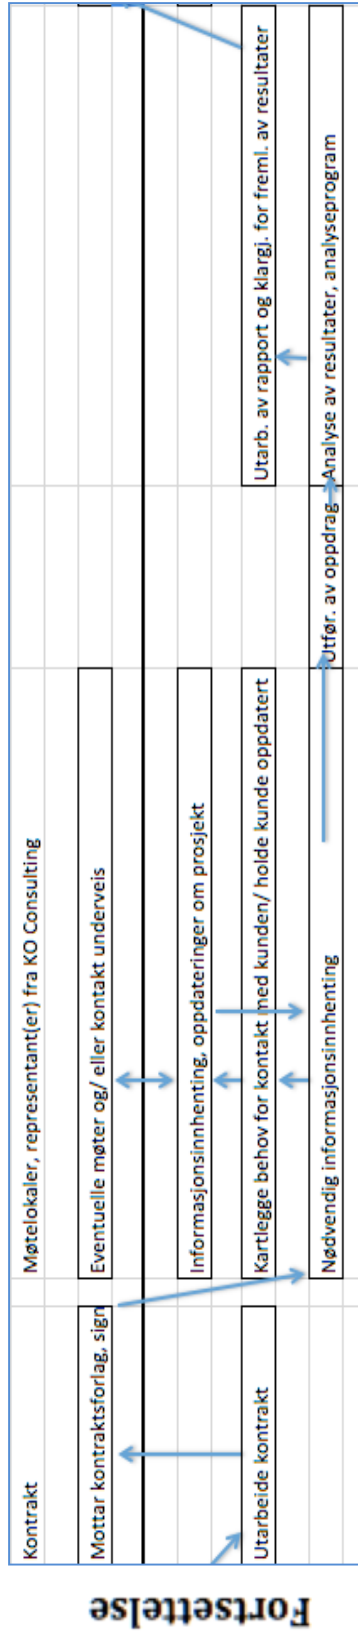 Fortsettelse
Kontrakt
Møtelokaler, representant(er) fra KO Consulting
Mottar kontraktsforlag, sign
Eventuelle møter og/ eller kontakt underveis
Informasjonsinnhenting, oppdateringer om prosjekt
Utarbeide kontrakt
Kartlegge behov for kontakt med kunden/ holde kunde oppdatert
Utarb. av rapport og klargj. for freml. av resultater
Nødvendig informasjonsinnhenting
Utfør. av oppdrag
Analyse av resultater, analyseprogram